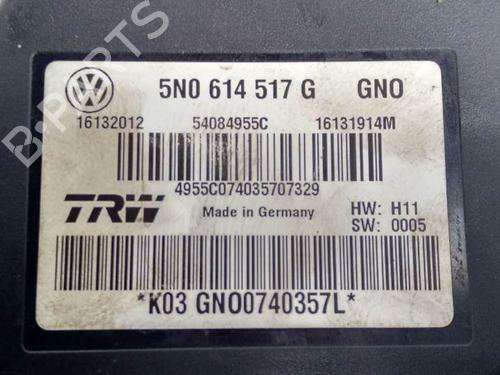 B-PARTS
5N0 614 517 G GNO
16132012 54084955C 16131914M
4955C074035707329
TRW Made in Germany HW: H11
SW: 0005
*K03 GNO0740357L*